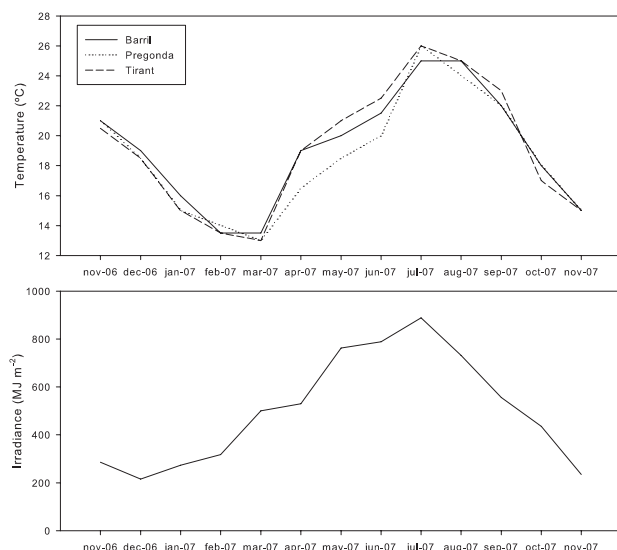 28
26
24
22
20
18
16
14
12
Temperature (ºC)
Barril
Pregonda
Tirant
nov-06 dec-06 jan-07 feb-07 mar-07 apr-07 may-07 jun-07 jul-07 aug-07 sep-07 oct-07 nov-07
1000
800
600
400
200
0
Irradiance (MJ m⁻²)
nov-06 dec-06 jan-07 feb-07 mar-07 apr-07 may-07 jun-07 jul-07 aug-07 sep-07 oct-07 nov-07